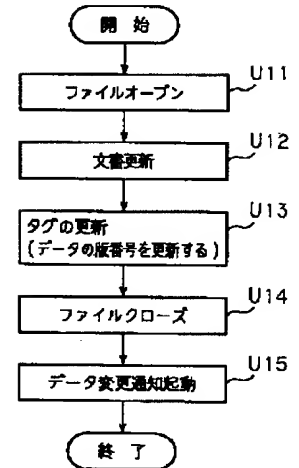 開始
U11
ファイルオープン
U12
文書更新
U13
タグの更新
(データの版番号を更新する)
U14
ファイルクローズ
U15
データ変更通知起動
終了